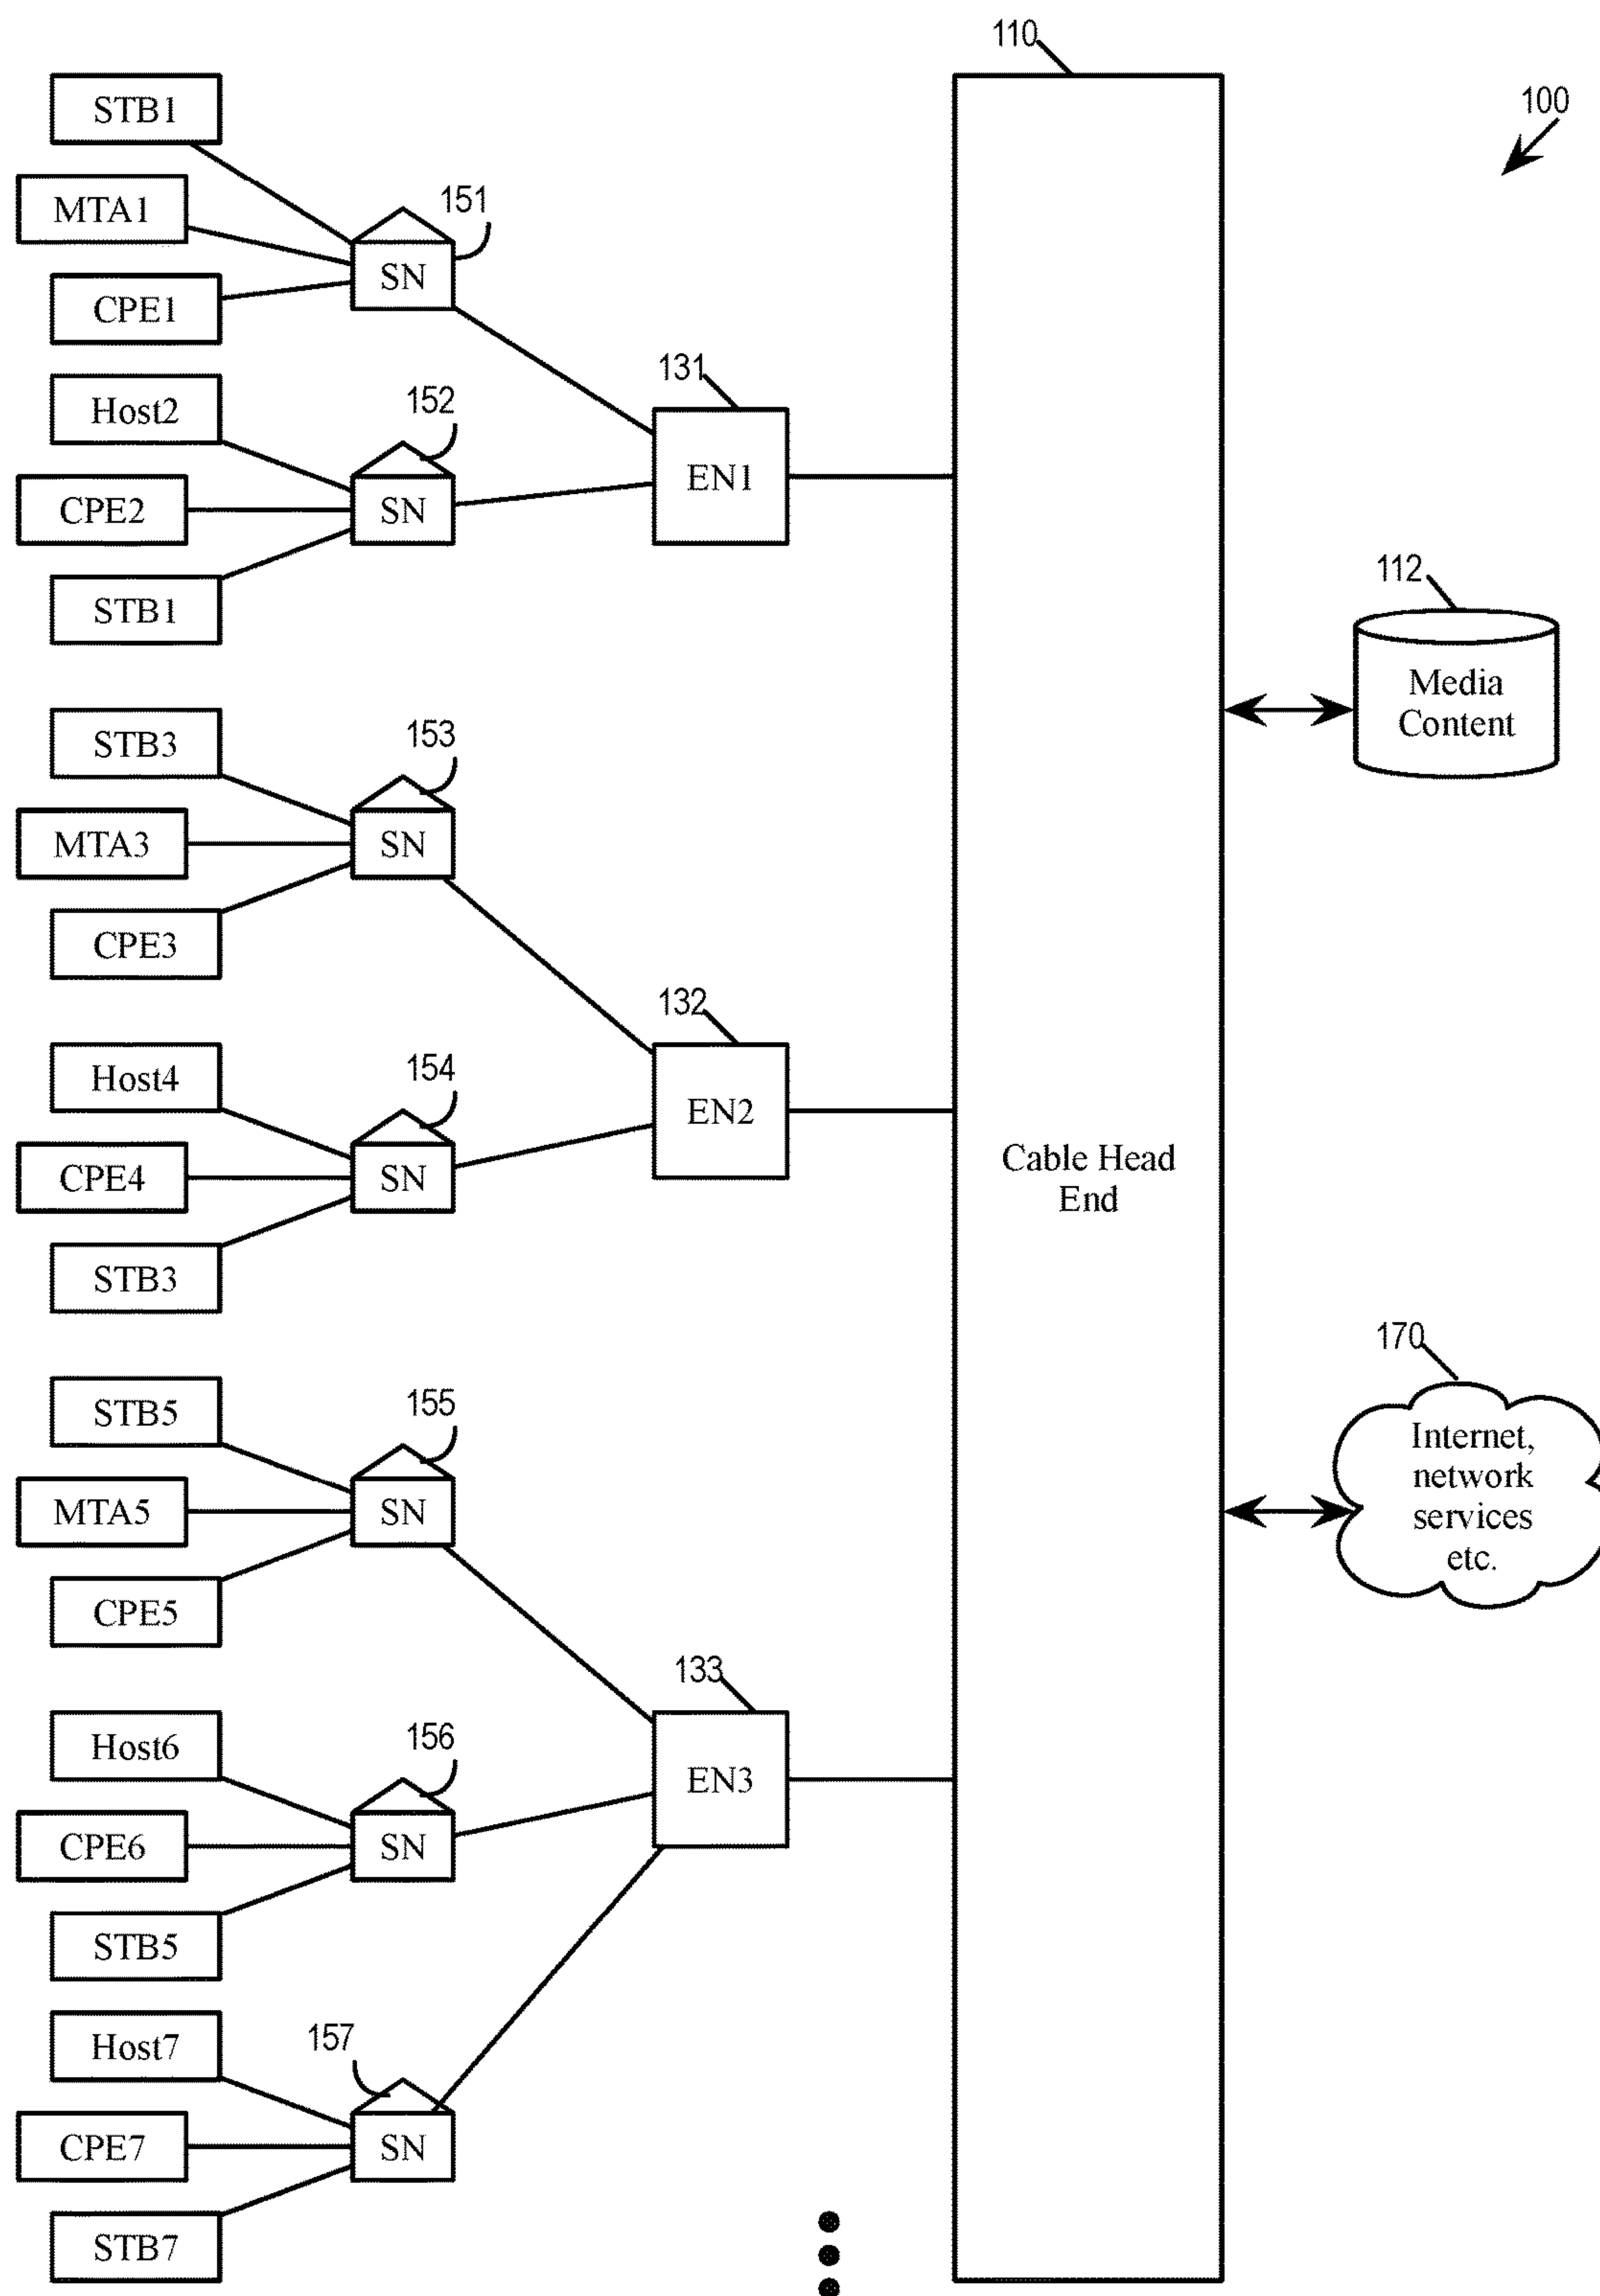 110
100
STB1
MTA1
151
SN
CPE1
131
Host2
152
EN1
CPE2
SN
STB1
112
Media
Content
STB3
153
MTA3
SN
CPE3
132
Host4
154
EN2
CPE4
SN
STB3
Cable Head
End
170
Internet,
network
services
etc.
STB5
155
MTA5
SN
CPE5
133
Host6
156
EN3
CPE6
SN
STB5
Host7
157
CPE7
SN
STB7